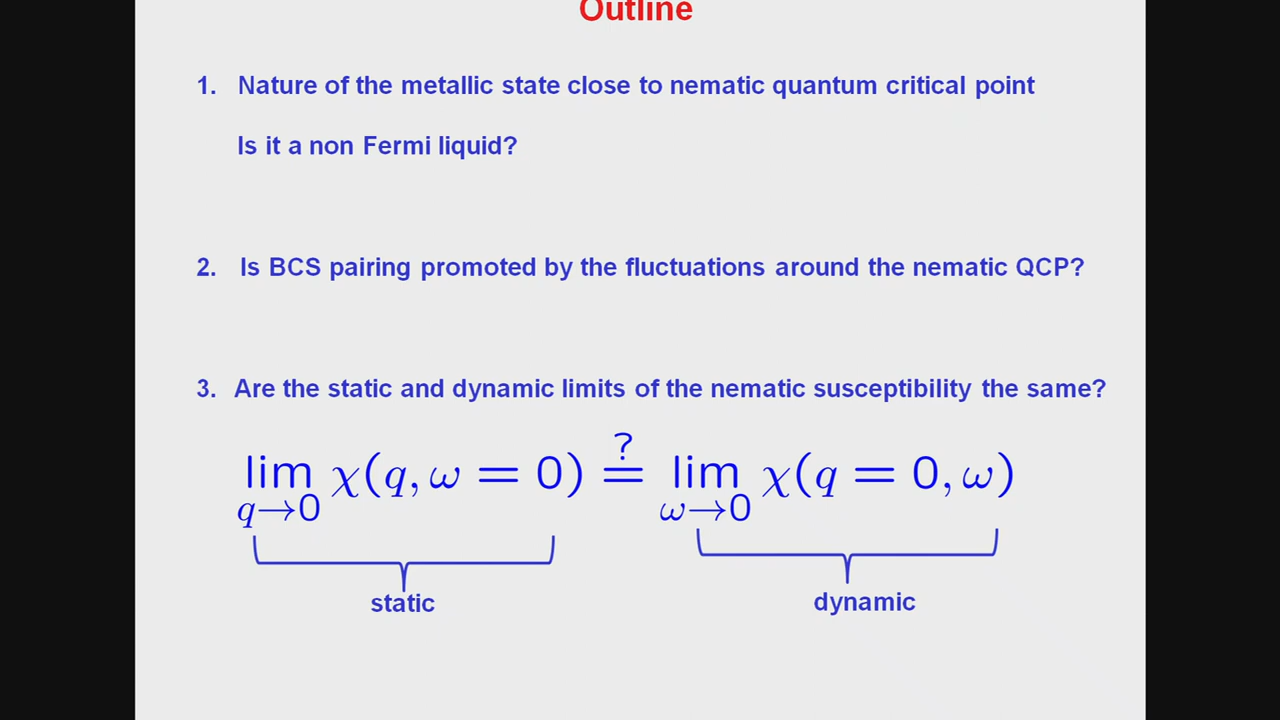 Outline
1. Nature of the metallic state close to nematic quantum critical point
Is it a non Fermi liquid?
2. Is BCS pairing promoted by the fluctuations around the nematic QCP?
3. Are the static and dynamic limits of the nematic susceptibility the same?
lim χ(q, ω = 0) =? lim χ(q = 0, ω)
q→0 ω→0
static dynamic